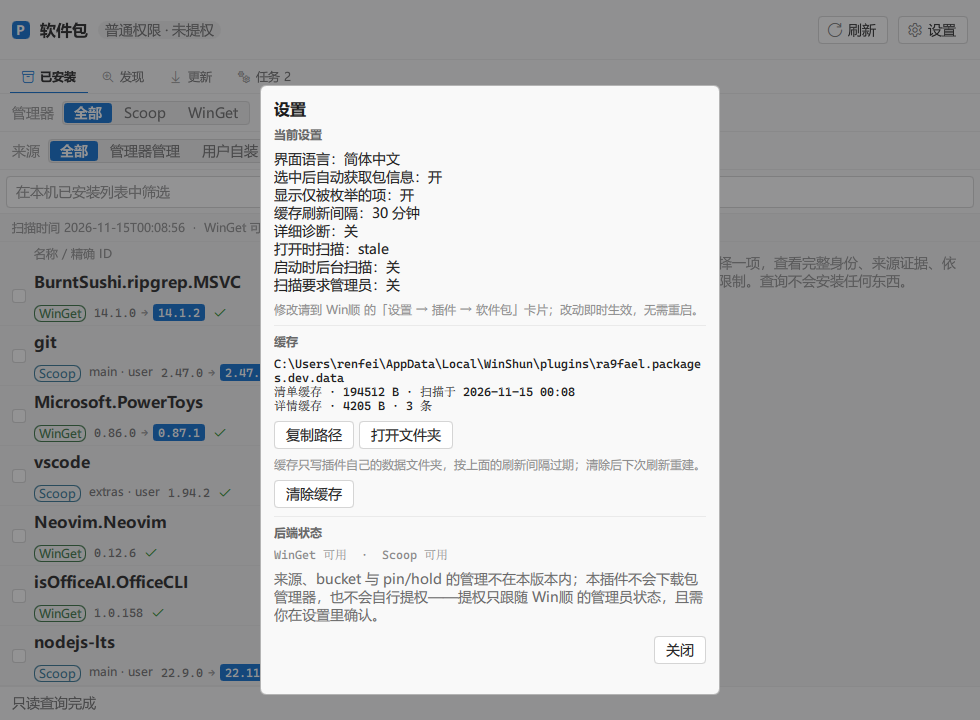 P 软件包 普通权限 · 未提权 刷新 设置
已安装 发现 更新 任务 2
管理器 全部 Scoop WinGet
来源 全部 管理器管理 用户自装
在本机已安装列表中筛选
扫描时间 2026-11-15T00:08:56 · WinGet 可
名称 / 精确 ID
BurntSushi.ripgrep.MSVC
WinGet 14.1.0 → 14.1.2
git
Scoop main · user 2.47.0 → 2.47.
Microsoft.PowerToys
WinGet 0.86.0 → 0.87.1
vscode
Scoop extras · user 1.94.2
Neovim.Neovim
WinGet 0.12.6
isOfficeAI.OfficeCLI
WinGet 1.0.158
nodejs-lts
Scoop main · user 22.9.0 → 22.11
只读查询完成
择一项，查看完整身份、来源证据、依
限制。查询不会安装任何东西。
设置
当前设置
界面语言：简体中文
选中后自动获取包信息：开
显示仅被枚举的项：开
缓存刷新间隔：30 分钟
详细诊断：关
打开时扫描：stale
启动时后台扫描：关
扫描要求管理员：关
修改请到 Win顺 的「设置 → 插件 → 软件包」卡片；改动即时生效，无需重启。
缓存
C:\Users\renfei\AppData\Local\WinShun\plugins\ra9fael.package
s.dev.data
清单缓存 · 194512 B · 扫描于 2026-11-15 00:08
详情缓存 · 4205 B · 3 条
复制路径 打开文件夹
缓存只写插件自己的数据文件夹，按上面的刷新间隔过期；清除后下次刷新重建。
清除缓存
后端状态
WinGet 可用 · Scoop 可用
来源、bucket 与 pin/hold 的管理不在本版本内；本插件不会下载包
管理器，也不会自行提权——提权只跟随 Win顺 的管理员状态，且需
你在设置里确认。
关闭